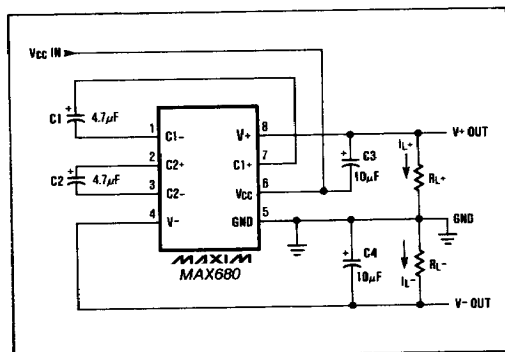 VCC IN
C1
+
4.7µF
1
C1-
V+
8
V+ OUT
2
C2+
C1+
7
+
C3
10µF
IL+
RL+
C2
+
4.7µF
3
C2-
VCC
6
4
V-
GND
5
GND
+
C4
10µF
IL-
RL-
MAXIM
MAX680
V- OUT